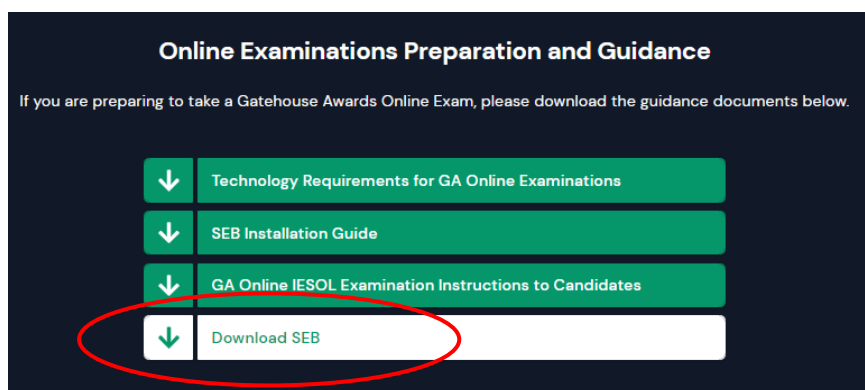 Online Examinations Preparation and Guidance
If you are preparing to take a Gatehouse Awards Online Exam, please download the guidance documents below.
Technology Requirements for GA Online Examinations
SEB Installation Guide
GA Online IESOL Examination Instructions to Candidates
Download SEB